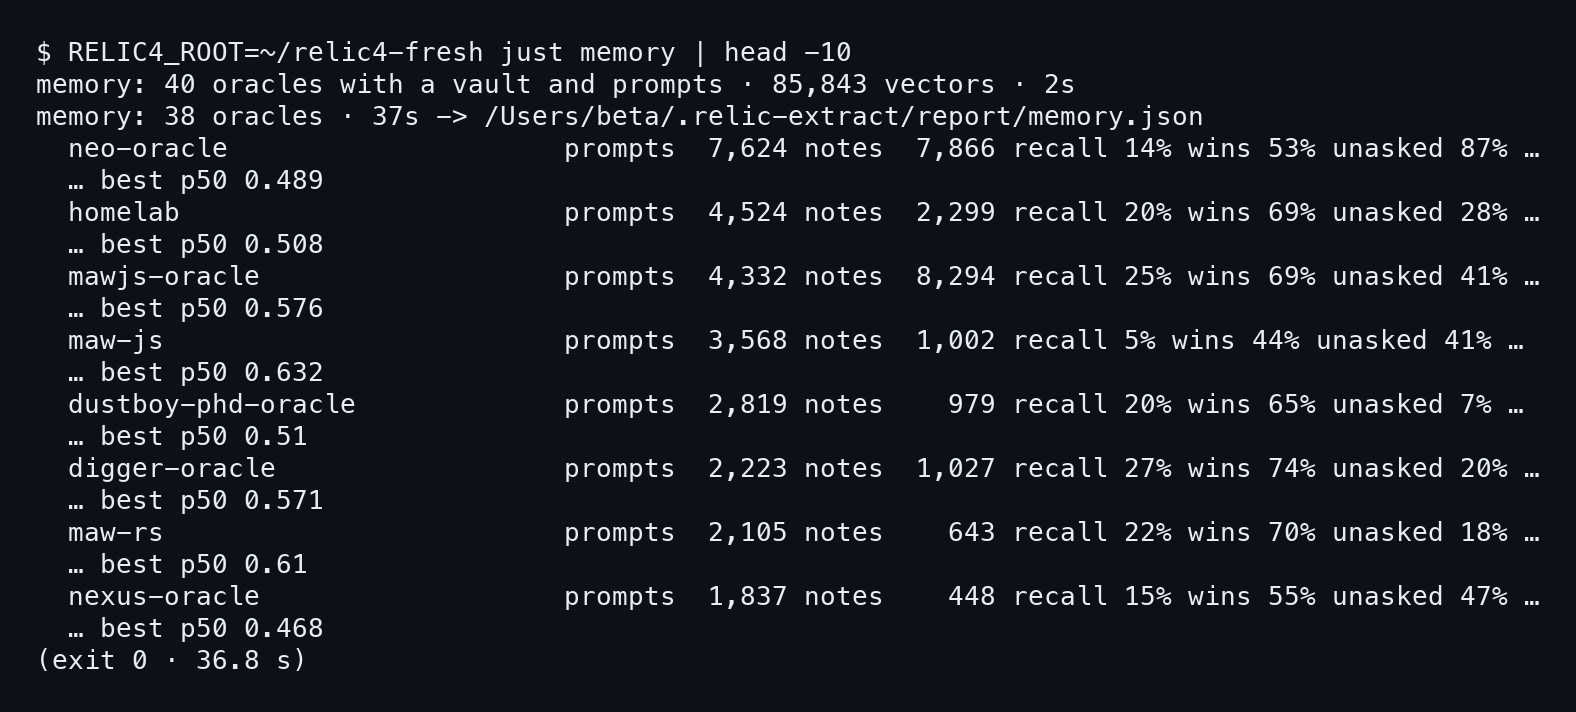 $ RELIC4_ROOT=~/relic4-fresh just memory | head -10
memory: 40 oracles with a vault and prompts · 85,843 vectors · 2s
memory: 38 oracles · 37s -> /Users/beta/.relic-extract/report/memory.json
  neo-oracle                     prompts  7,624 notes  7,866 recall 14% wins 53% unasked 87% …
  … best p50 0.489
  homelab                        prompts  4,524 notes  2,299 recall 20% wins 69% unasked 28% …
  … best p50 0.508
  mawjs-oracle                   prompts  4,332 notes  8,294 recall 25% wins 69% unasked 41% …
  … best p50 0.576
  maw-js                         prompts  3,568 notes  1,002 recall 5% wins 44% unasked 41% …
  … best p50 0.632
  dustboy-phd-oracle             prompts  2,819 notes    979 recall 20% wins 65% unasked 7% …
  … best p50 0.51
  digger-oracle                  prompts  2,223 notes  1,027 recall 27% wins 74% unasked 20% …
  … best p50 0.571
  maw-rs                         prompts  2,105 notes    643 recall 22% wins 70% unasked 18% …
  … best p50 0.61
  nexus-oracle                   prompts  1,837 notes    448 recall 15% wins 55% unasked 47% …
  … best p50 0.468
(exit 0 · 36.8 s)